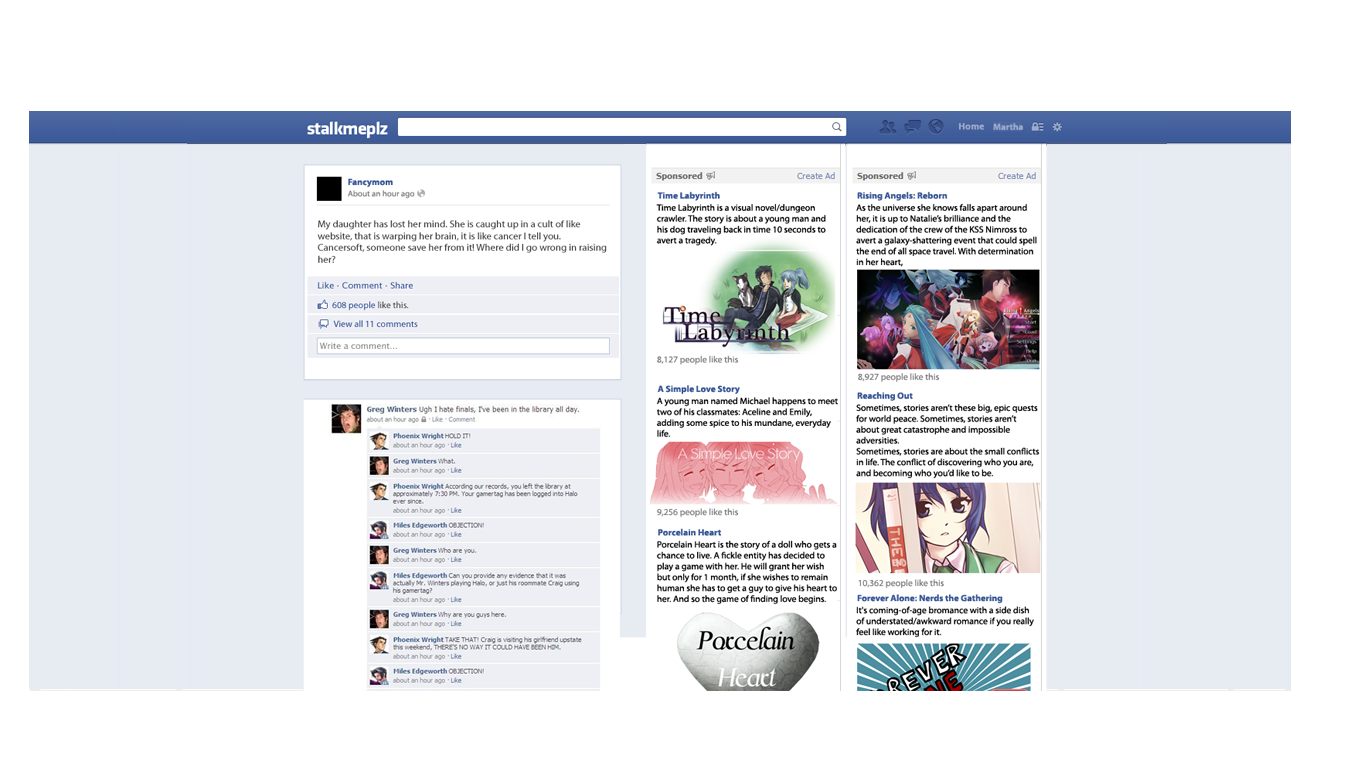 stalkmeplz
Home Martha
Fancymom
About an hour ago
My daughter has lost her mind. She is caught up in a cult of like
website, that is warping her brain, it is like cancer I tell you.
Cancersoft, someone save her from it! Where did I go wrong in raising
her?
Like · Comment · Share
608 people like this.
View all 11 comments
Write a comment...
Greg Winters Ugh I hate finals, I've been in the library all day.
about an hour ago · Like · Comment
Phoenix Wright HOLD IT!
about an hour ago · Like
Greg Winters What.
about an hour ago · Like
Phoenix Wright According our records, you left the library at
approximately 7:30 PM. Your gamertag has been logged into Halo
ever since.
about an hour ago · Like
Miles Edgeworth OBJECTION!
about an hour ago · Like
Greg Winters Who are you.
about an hour ago · Like
Miles Edgeworth Can you provide any evidence that it was
actually Mr. Winters playing Halo, or just his roommate Craig using
his gamertag?
about an hour ago · Like
Greg Winters Why are you guys here.
about an hour ago · Like
Phoenix Wright TAKE THAT! Craig is visiting his girlfriend upstate
this weekend, THERE'S NO WAY IT COULD HAVE BEEN HIM.
about an hour ago · Like
Miles Edgeworth OBJECTION!
about an hour ago · Like
Sponsored Create Ad
Time Labyrinth
Time Labyrinth is a visual novel/dungeon
crawler. The story is about a young man and
his dog traveling back in time 10 seconds to
avert a tragedy.
Time
Labyrinth
8,127 people like this
A Simple Love Story
A young man named Michael happens to meet
two of his classmates: Aceline and Emily,
adding some spice to his mundane, everyday
life.
A Simple Love Story
9,256 people like this
Porcelain Heart
Porcelain Heart is the story of a doll who gets a
chance to live. A fickle entity has decided to
play a game with her. He will grant her wish
but only for 1 month, if she wishes to remain
human she has to get a guy to give his heart to
her. And so the game of finding love begins.
Porcelain
Heart
Sponsored Create Ad
Rising Angels: Reborn
As the universe she knows falls apart around
her, it is up to Natalie's brilliance and the
dedication of the crew of the KSS Nimross to
avert a galaxy-shattering event that could spell
the end of all space travel. With determination
in her heart,
Start
Load
Settings
Help
8,927 people like this
Reaching Out
Sometimes, stories aren't these big, epic quests
for world peace. Sometimes, stories aren't
about great catastrophe and impossible
adversities.
Sometimes, stories are about the small conflicts
in life. The conflict of discovering who you are,
and becoming who you'd like to be.
THE
10,362 people like this
Forever Alone: Nerds the Gathering
It's coming-of-age bromance with a side dish
of understated/awkward romance if you really
feel like working for it.